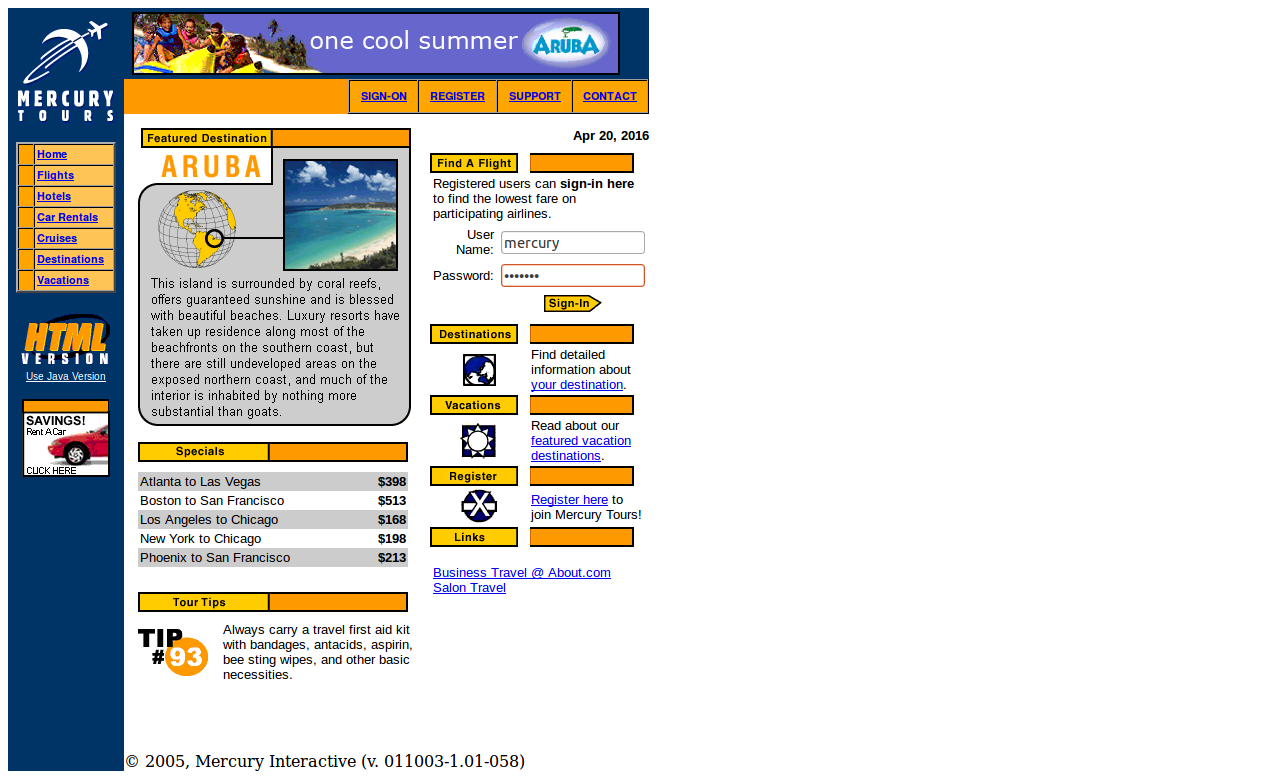 one cool summer ARUBA
MERCURY
TOURS
SIGN-ON REGISTER SUPPORT CONTACT
Home
Flights
Hotels
Car Rentals
Cruises
Destinations
Vacations
HTML
VERSION
Use Java Version
SAVINGS!
Rent A Car
CLICK HERE
Featured Destination
ARUBA
This island is surrounded by coral reefs,
offers guaranteed sunshine and is blessed
with beautiful beaches. Luxury resorts have
taken up residence along most of the
beachfronts on the southern coast, but
there are still undeveloped areas on the
exposed northern coast, and much of the
interior is inhabited by nothing more
substantial than goats.
Specials
Atlanta to Las Vegas $398
Boston to San Francisco $513
Los Angeles to Chicago $168
New York to Chicago $198
Phoenix to San Francisco $213
Tour Tips
TIP
#93
Always carry a travel first aid kit
with bandages, antacids, aspirin,
bee sting wipes, and other basic
necessities.
Apr 20, 2016
Find A Flight
Registered users can sign-in here
to find the lowest fare on
participating airlines.
User
Name: mercury
Password: •••••••
Sign-In
Destinations
Find detailed
information about
your destination.
Vacations
Read about our
featured vacation
destinations.
Register
Register here to
join Mercury Tours!
Links
Business Travel @ About.com
Salon Travel
© 2005, Mercury Interactive (v. 011003-1.01-058)